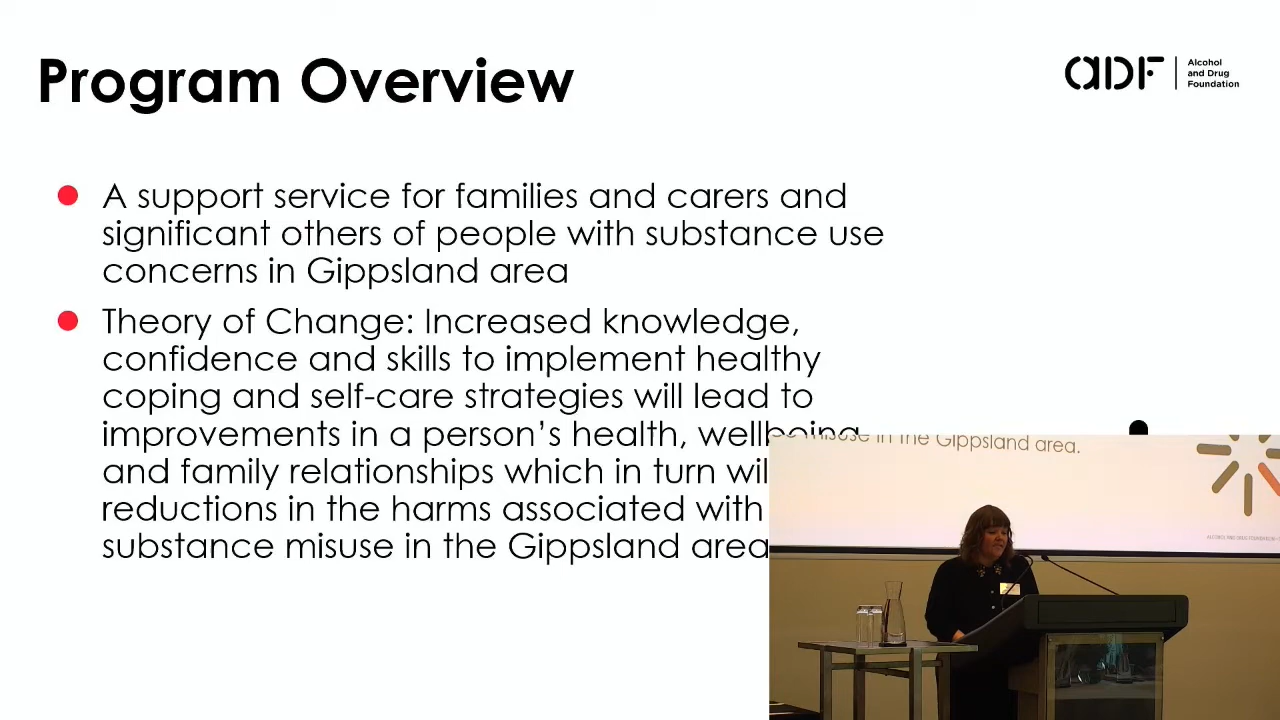 Program Overview
ADF
Alcohol
and Drug
Foundation
A support service for families and carers and
significant others of people with substance use
concerns in Gippsland area
Theory of Change: Increased knowledge,
confidence and skills to implement healthy
coping and self-care strategies will lead to
improvements in a person’s health, wellbeing
and family relationships which in turn
reductions in the harms associated with
substance misuse in the Gippsland area
misuse in the Gippsland area.